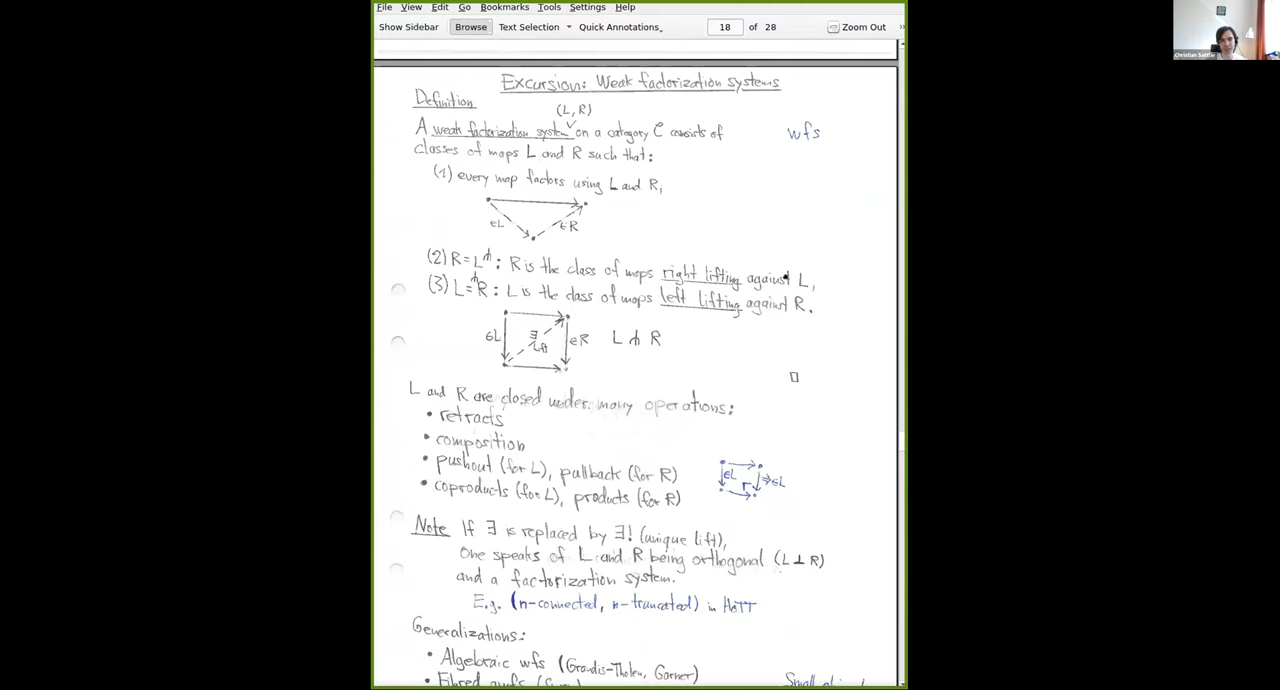 File Edit View Go Bookmarks Tools Settings Help
Show Sidebar Browse Text Selection Quick Annotations 18 of 28 Zoom Out »
Christian Sattler
Excursion: Weak factorization systems
Definition
(L, R)
A weak factorization system on a category C consists of wfs
classes of maps L and R such that:
(1) every map factors using L and R,
∈L ∈R
(2) R = L⋔ : R is the class of maps right lifting against L,
(3) L = ⋔R : L is the class of maps left lifting against R.
∈L ∃ lift ∈R L ⋔ R
L and R are closed under many operations:
• retracts
• composition
• pushout (for L), pullback (for R)
∈L ⇒∈L
• coproducts (for L), products (for R)
Note If ∃ is replaced by ∃! (unique lift),
one speaks of L and R being orthogonal (L ⊥ R)
and a factorization system.
E.g. (n-connected, n-truncated) in HoTT
Generalizations:
• Algebraic wfs (Grandis-Tholen, Garner)